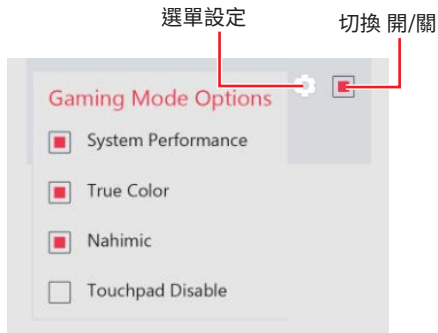 選單設定
切換 開/關
Gaming Mode Options
System Performance
True Color
Nahimic
Touchpad Disable